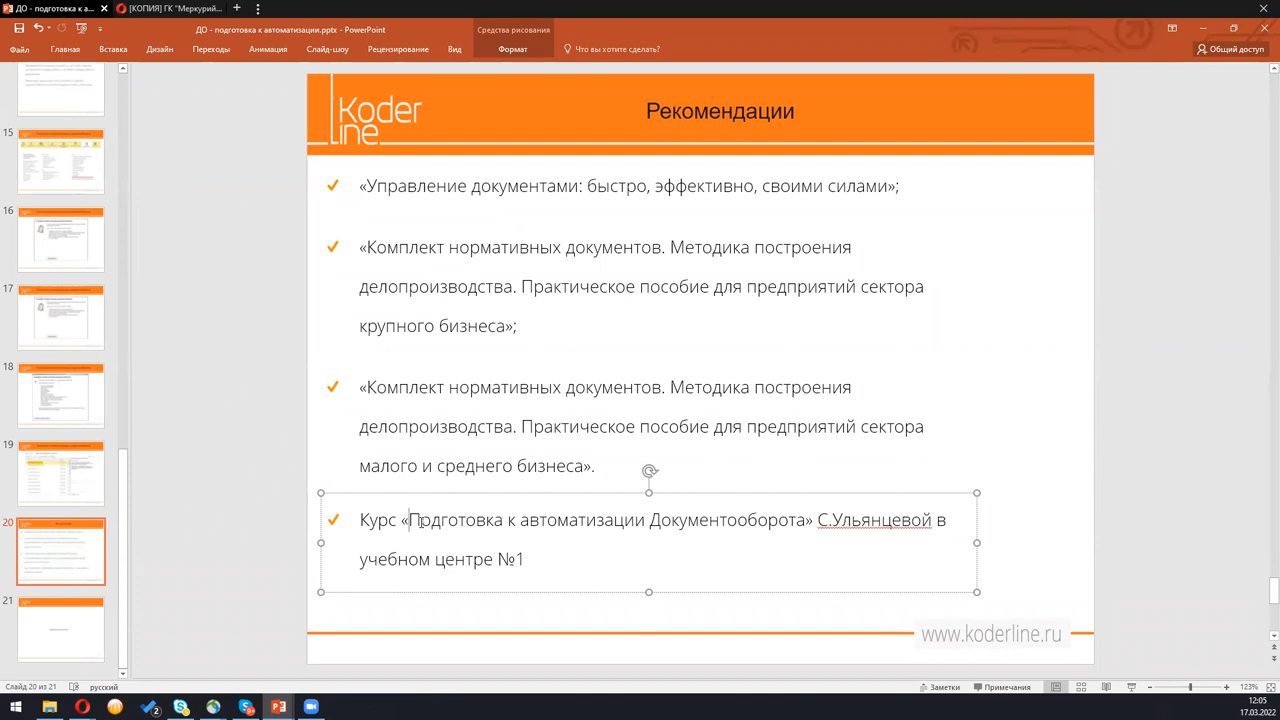 ДО - подготовка к а...
[КОПИЯ] ГК "Меркурий...
ДО - подготовка к автоматизации.pptx - PowerPoint
Средства рисования
Файл Главная Вставка Дизайн Переходы Анимация Слайд-шоу Рецензирование Вид Формат Что вы хотите сделать? Общий доступ
15
16
17
18
19
20
21
Koder
line
Рекомендации
«Управление документами: быстро, эффективно, своими силами»;
«Комплект нормативных документов. Методика построения
делопроизводства. Практическое пособие для предприятий сектора
крупного бизнеса»;
«Комплект нормативных документов. Методика построения
делопроизводства. Практическое пособие для предприятий сектора
малого и среднего бизнеса».
Курс «Подготовка к автоматизации Документооборота» С.Ульянцевой в
учебном центре №1
www.koderline.ru
Слайд 20 из 21 русский Заметки Примечания 123%
12:05
17.03.2022